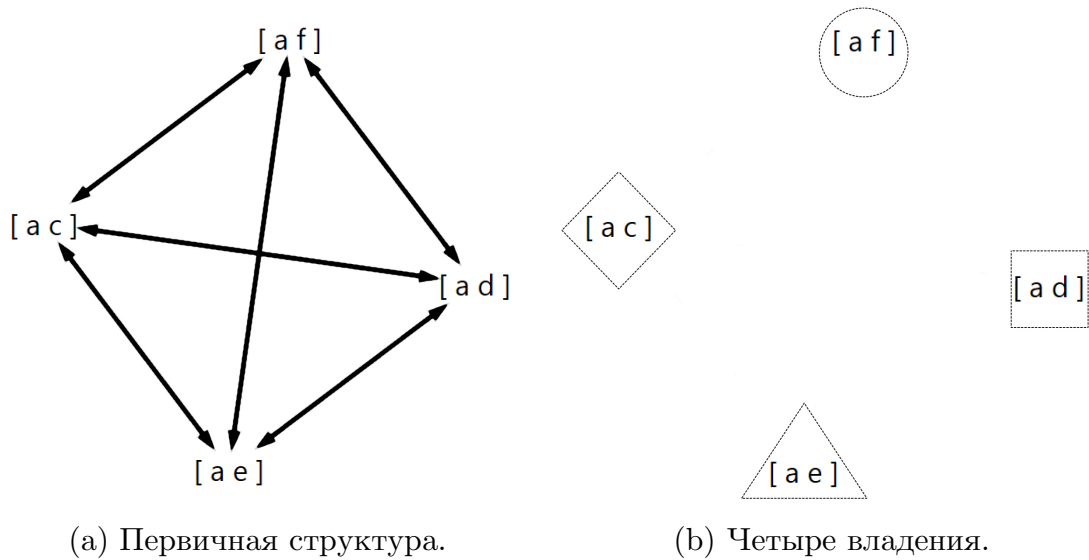 [ a f ]
[ a c ]
[ a d ]
[ a e ]
(a) Первичная структура.
[ a f ]
[ a c ]
[ a d ]
[ a e ]
(b) Четыре владения.